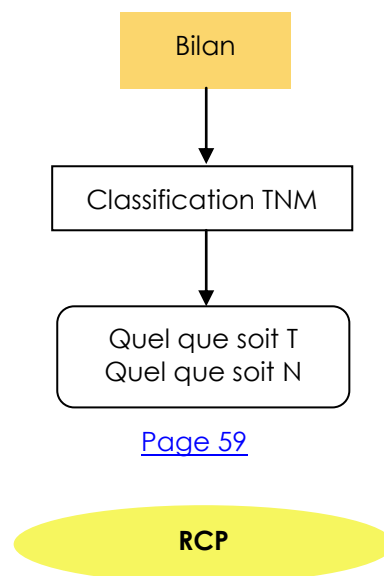 Bilan
Classification TNM
Quel que soit T
Quel que soit N
Page 59
RCP